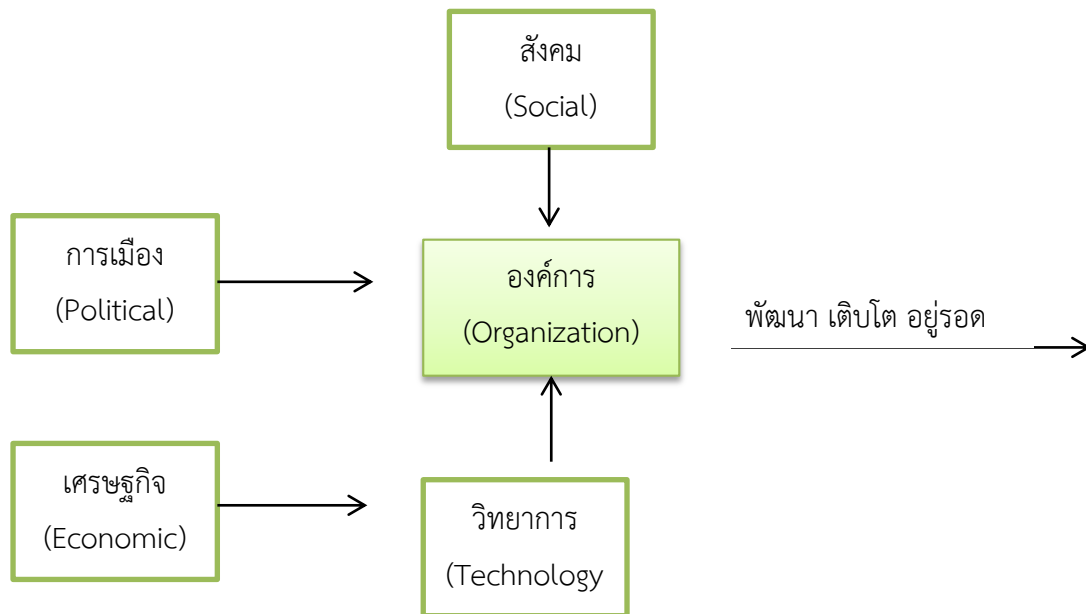 สังคม
(Social)
การเมือง
(Political)
องค์การ
(Organization)
พัฒนา เติบโต อยู่รอด
เศรษฐกิจ
(Economic)
วิทยาการ
(Technology